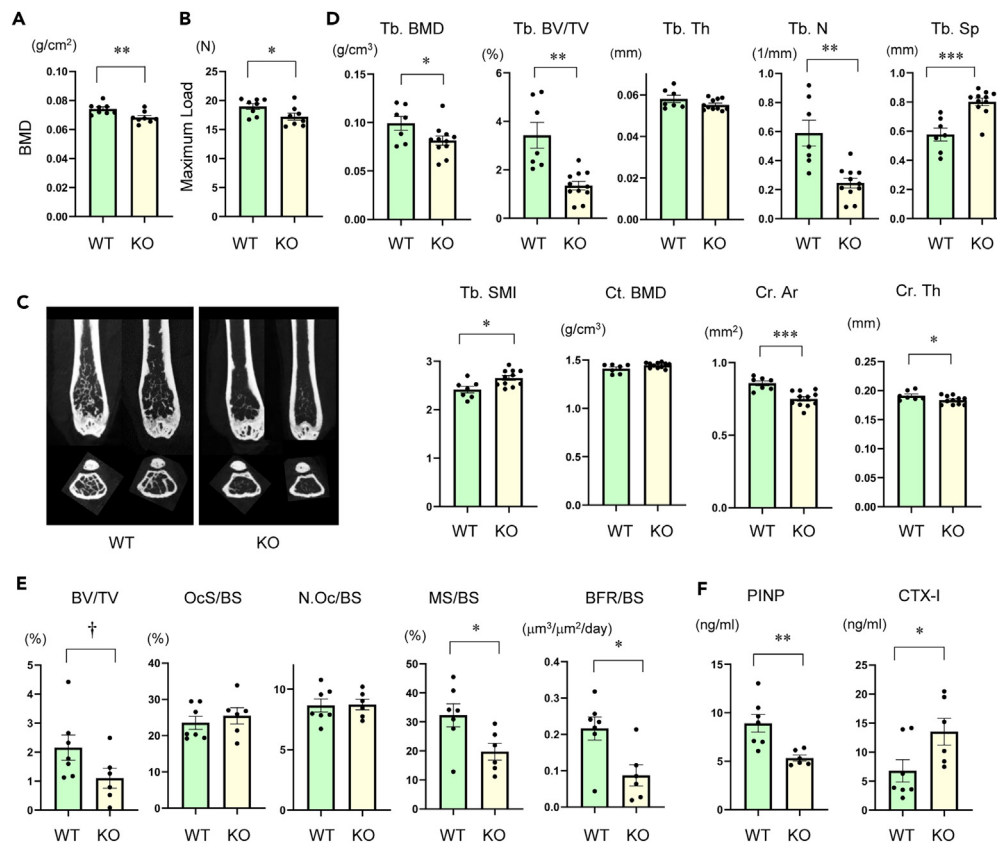 A
(g/cm²)
**
BMD
0.10
0.08
0.06
0.04
0.02
0.00
WT KO
B
(N)
*
Maximum Load
25
20
15
10
5
0
WT KO
D
Tb. BMD
(g/cm³)
*
0.15
0.10
0.05
0.00
WT KO
Tb. BV/TV
(%)
**
6
4
2
0
WT KO
Tb. Th
(mm)
0.06
0.04
0.02
0.00
WT KO
Tb. N
(1/mm)
**
1.0
0.8
0.6
0.4
0.2
0.0
WT KO
Tb. Sp
(mm)
***
1.0
0.8
0.6
0.4
0.2
0.0
WT KO
C
WT KO
Tb. SMI
*
3
2
1
0
WT KO
Ct. BMD
(g/cm³)
1.5
1.0
0.5
0.0
WT KO
Cr. Ar
(mm²)
***
1.0
0.5
0.0
WT KO
Cr. Th
(mm)
*
0.25
0.20
0.15
0.10
0.05
0.00
WT KO
E
BV/TV
(%)
†
5
4
3
2
1
0
WT KO
OcS/BS
(%)
40
30
20
10
0
WT KO
N.Oc/BS
10
5
0
WT KO
MS/BS
(%)
*
50
40
30
20
10
0
WT KO
BFR/BS
(μm³/μm²/day)
*
0.4
0.3
0.2
0.1
0.0
WT KO
F
PINP
(ng/ml)
**
15
10
5
0
WT KO
CTX-I
(ng/ml)
*
25
20
15
10
5
0
WT KO